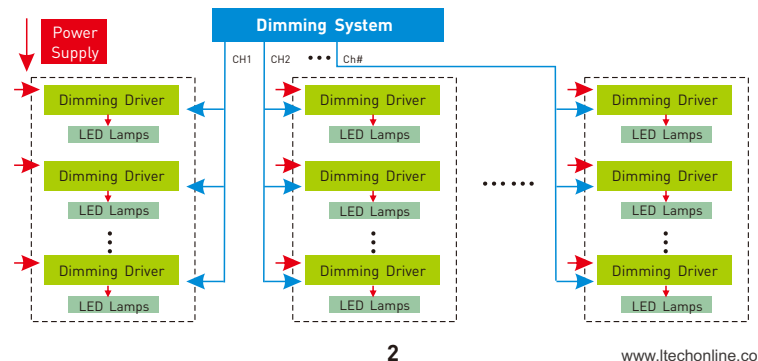 Dimming System
Power
Supply
CH1
CH2
Ch#
Dimming Driver
LED Lamps
Dimming Driver
LED Lamps
Dimming Driver
LED Lamps
Dimming Driver
LED Lamps
Dimming Driver
LED Lamps
Dimming Driver
LED Lamps
Dimming Driver
LED Lamps
Dimming Driver
LED Lamps
Dimming Driver
LED Lamps
2
www.ltechonline.co